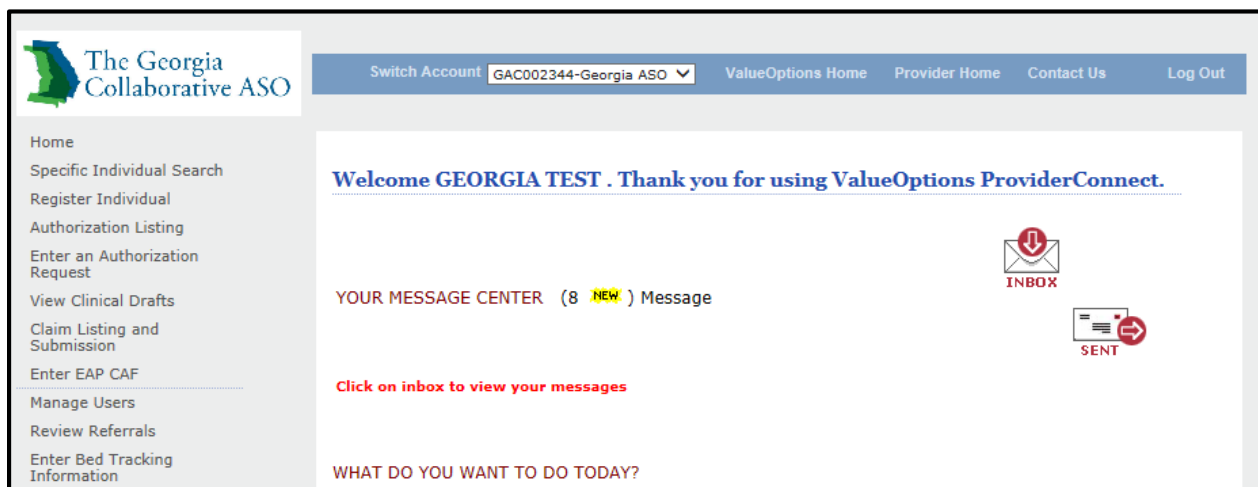 The Georgia
Collaborative ASO
Switch Account GAC002344-Georgia ASO ValueOptions Home Provider Home Contact Us Log Out
Home
Specific Individual Search
Register Individual
Authorization Listing
Enter an Authorization
Request
View Clinical Drafts
Claim Listing and
Submission
Enter EAP CAF
Manage Users
Review Referrals
Enter Bed Tracking
Information
Welcome GEORGIA TEST . Thank you for using ValueOptions ProviderConnect.
INBOX
YOUR MESSAGE CENTER (8 NEW ) Message
SENT
Click on inbox to view your messages
WHAT DO YOU WANT TO DO TODAY?